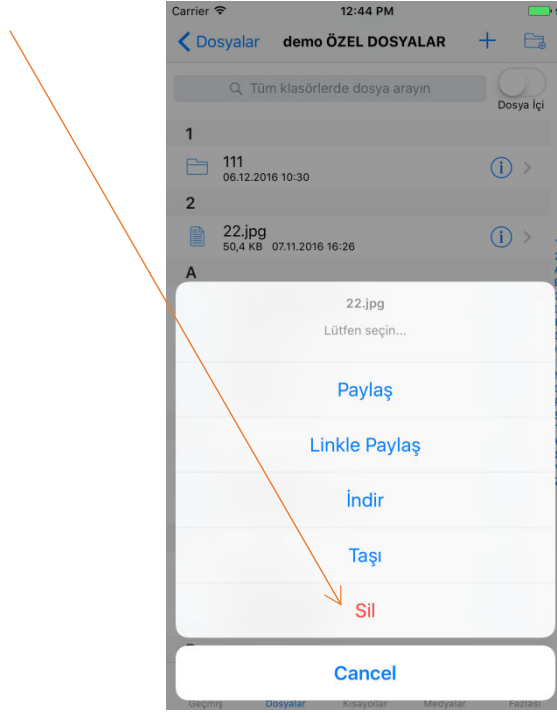 Carrier 12:44 PM
Dosyalar demo ÖZEL DOSYALAR
Tüm klasörlerde dosya arayın
Dosya İçi
1
111
06.12.2016 10:30
2
22.jpg
50,4 KB 07.11.2016 16:26
A
22.jpg
Lütfen seçin...
Paylaş
Linkle Paylaş
İndir
Taşı
Sil
Cancel
Geçmiş Dosyalar Kısayollar Medyalar Fazlası